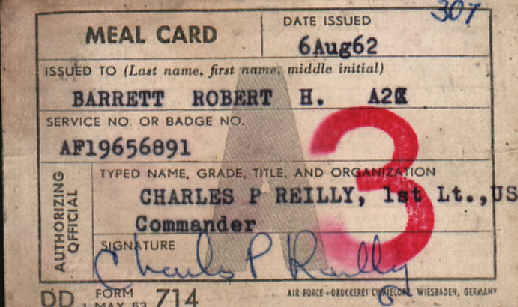 307
MEAL CARD
DATE ISSUED
6Aug62
ISSUED TO (Last name, first name, middle initial)
BARRETT ROBERT H. A2C
SERVICE NO. OR BADGE NO.
AF19656891
A
3
AUTHORIZING OFFICIAL
TYPED NAME, GRADE, TITLE, AND ORGANIZATION
CHARLES P REILLY, 1st Lt.,US
Commander
SIGNATURE
Charles P Reilly
DD FORM 714
1 MAY 53
AIR FORCE WIESBADEN, GERMANY